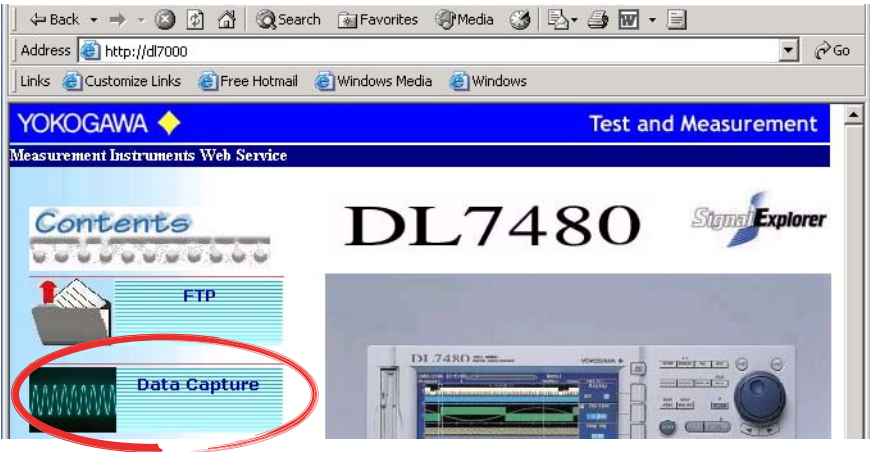 Back Search Favorites Media
Address http://dl7000 Go
Links Customize Links Free Hotmail Windows Media Windows
YOKOGAWA Test and Measurement
Measurement Instruments Web Service
Contents
DL7480
Signal Explorer
FTP
Data Capture
DL7480
YOKOGAWA